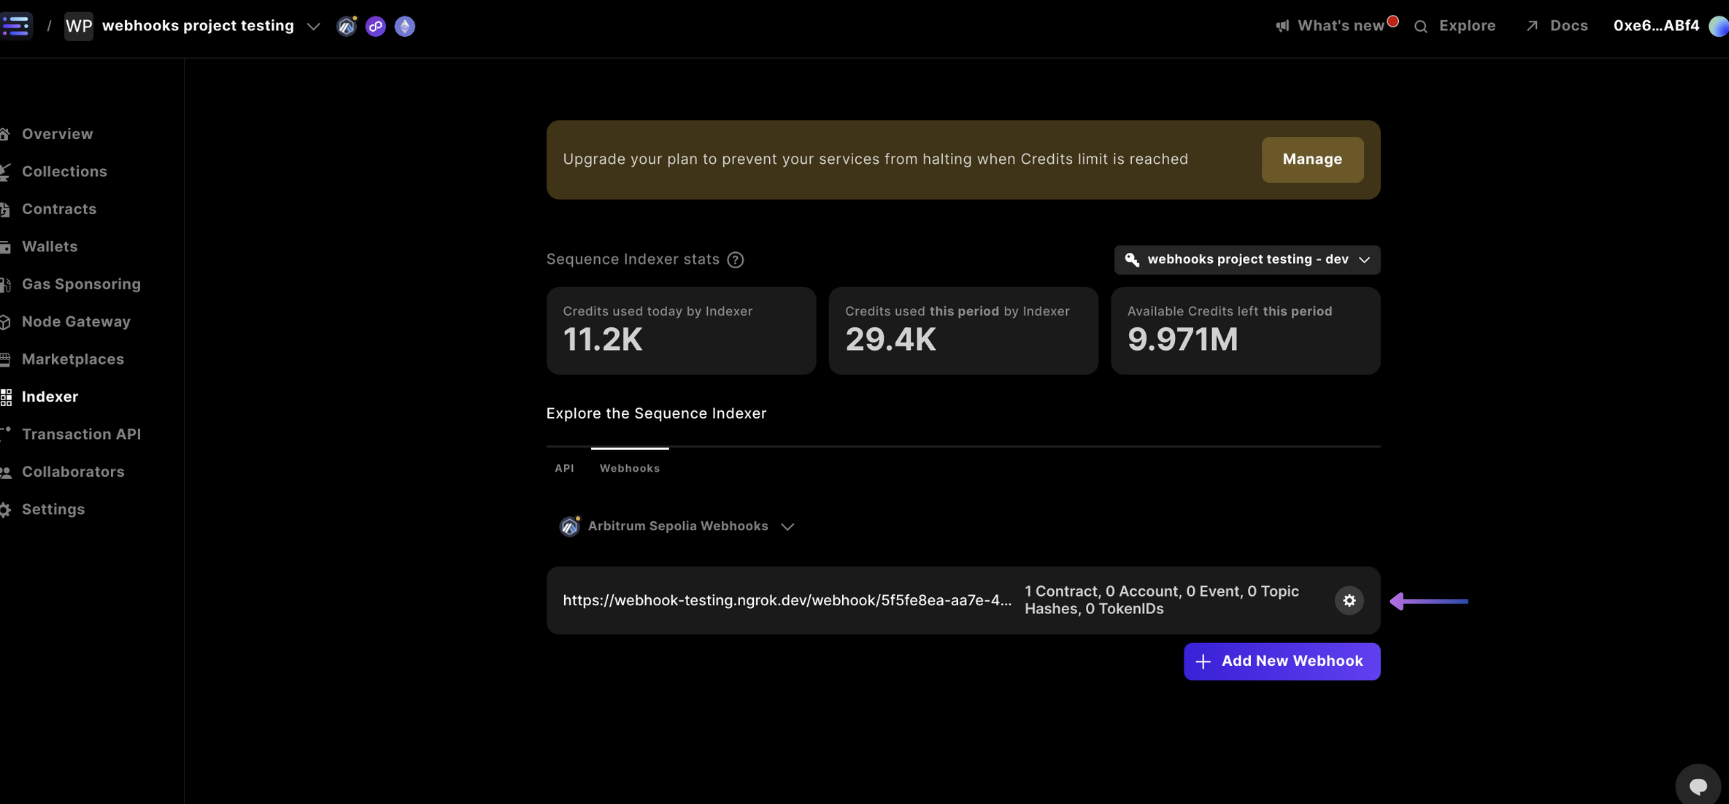 / WP webhooks project testing
What's new
Explore
Docs
0xe6...ABf4
Overview
Collections
Contracts
Wallets
Gas Sponsoring
Node Gateway
Marketplaces
Indexer
Transaction API
Collaborators
Settings
Upgrade your plan to prevent your services from halting when Credits limit is reached
Manage
Sequence Indexer stats ?
webhooks project testing - dev
Credits used today by Indexer
11.2K
Credits used this period by Indexer
29.4K
Available Credits left this period
9.971M
Explore the Sequence Indexer
API
Webhooks
Arbitrum Sepolia Webhooks
https://webhook-testing.ngrok.dev/webhook/5f5fe8ea-aa7e-4...
1 Contract, 0 Account, 0 Event, 0 Topic
Hashes, 0 TokenIDs
+ Add New Webhook